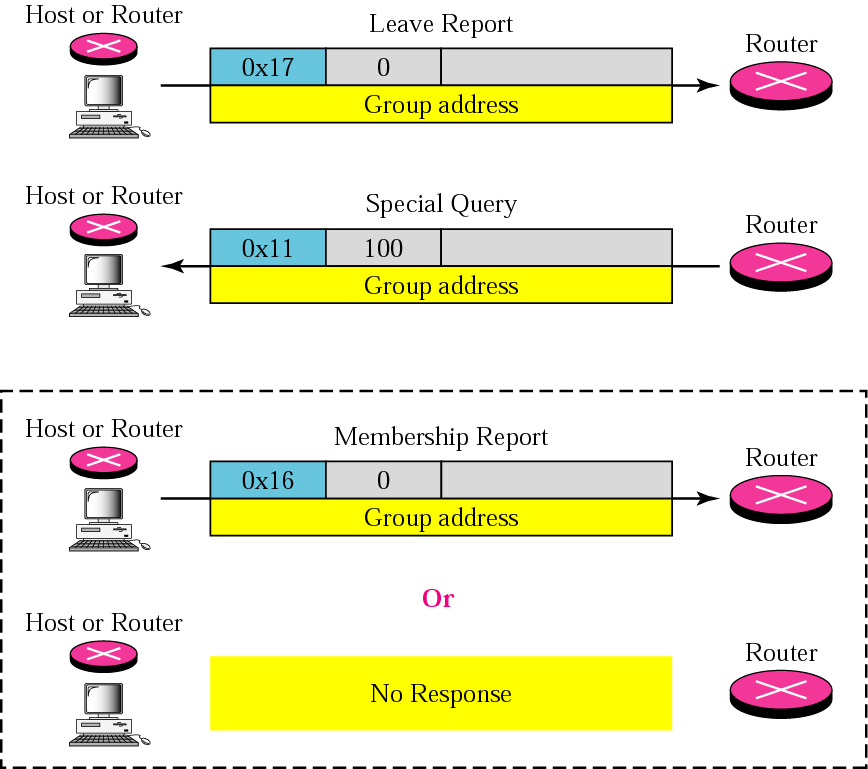 Host or Router
Leave Report
Router
0x17 0
Group address
Host or Router
Special Query
Router
0x11 100
Group address
Host or Router
Membership Report
Router
0x16 0
Group address
Or
Host or Router
Router
No Response